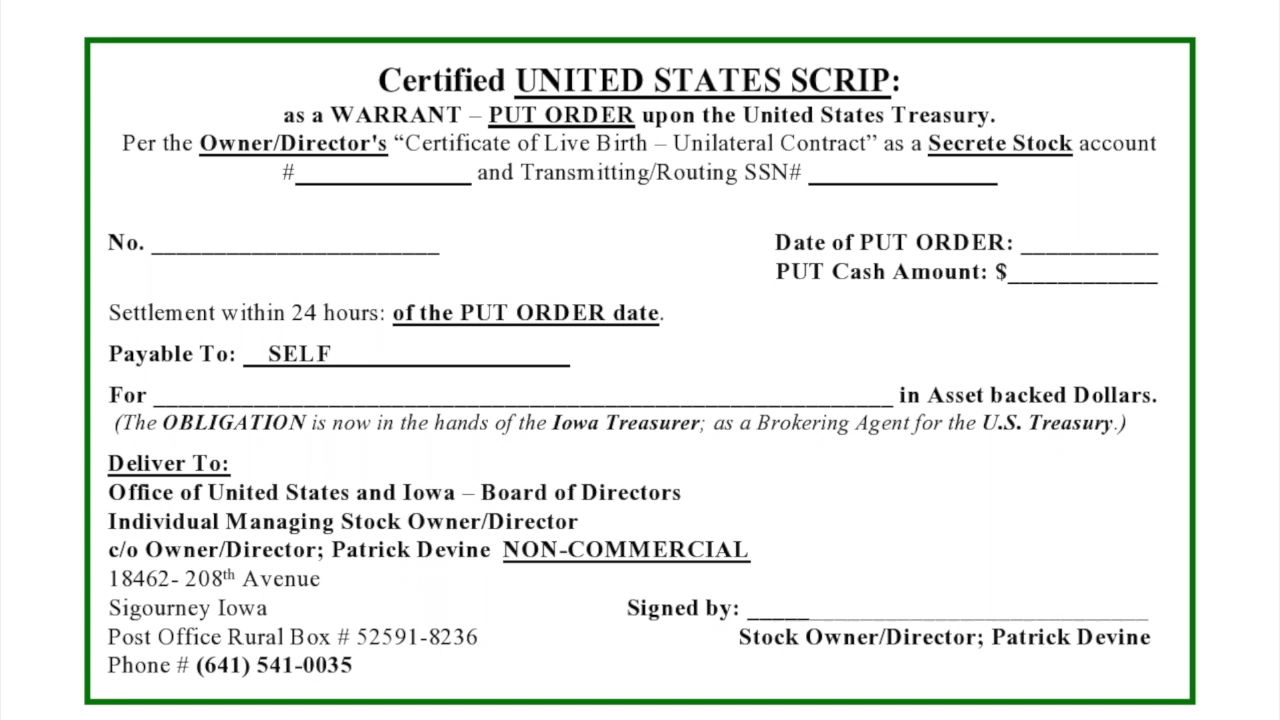 Certified UNITED STATES SCRIP:
as a WARRANT – PUT ORDER upon the United States Treasury.
Per the Owner/Director's “Certificate of Live Birth – Unilateral Contract” as a Secrete Stock account
#_______________ and Transmitting/Routing SSN# ________________
No. _______________________ Date of PUT ORDER: ___________
PUT Cash Amount: $____________
Settlement within 24 hours: of the PUT ORDER date.
Payable To: __SELF____________________
For ___________________________________________________________ in Asset backed Dollars.
(The OBLIGATION is now in the hands of the Iowa Treasurer; as a Brokering Agent for the U.S. Treasury.)
Deliver To:
Office of United States and Iowa – Board of Directors
Individual Managing Stock Owner/Director
c/o Owner/Director; Patrick Devine NON-COMMERCIAL
18462- 208th Avenue
Sigourney Iowa Signed by: ________________________________
Post Office Rural Box # 52591-8236 Stock Owner/Director; Patrick Devine
Phone # (641) 541-0035